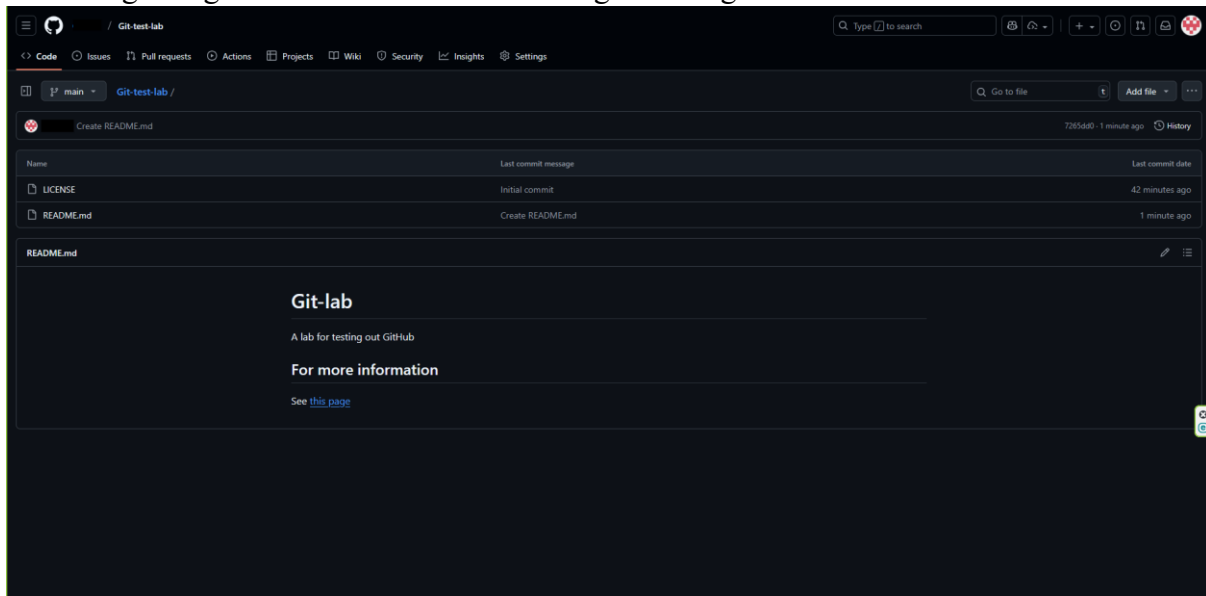 / Git-test-lab
Type / to search
Code Issues Pull requests Actions Projects Wiki Security Insights Settings
main Git-test-lab /
Go to file t Add file
Create README.md 7265dd0 · 1 minute ago History
Name Last commit message Last commit date
LICENSE Initial commit 42 minutes ago
README.md Create README.md 1 minute ago
README.md
Git-lab
A lab for testing out GitHub
For more information
See this page